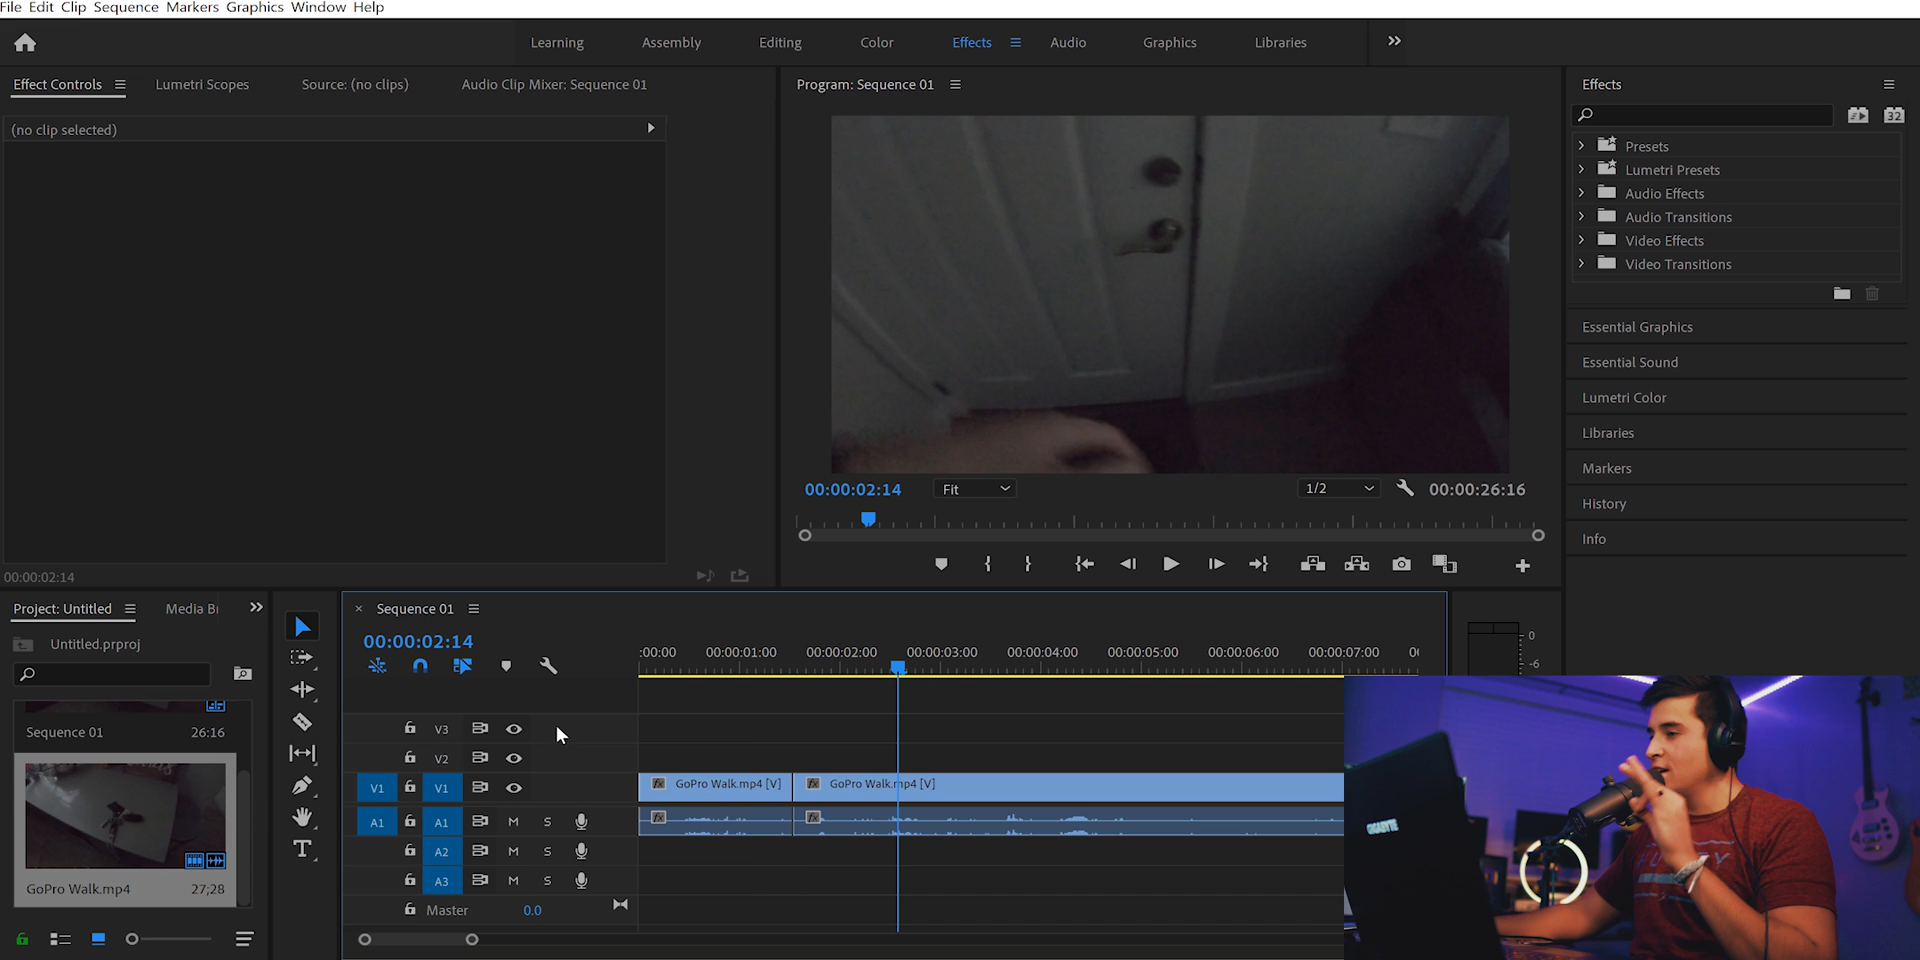 File Edit Clip Sequence Markers Graphics Window Help
Learning Assembly Editing Color Effects Audio Graphics Libraries
Effect Controls Lumetri Scopes Source: (no clips) Audio Clip Mixer: Sequence 01
Program: Sequence 01
Effects
(no clip selected)
32
Presets
Lumetri Presets
Audio Effects
Audio Transitions
Video Effects
Video Transitions
Essential Graphics
Essential Sound
Lumetri Color
Libraries
Markers
History
Info
00:00:02:14 Fit 1/2 00:00:26:16
00:00:02:14
Project: Untitled Media Br
Untitled.prproj
Sequence 01 26:16
GoPro Walk.mp4 27;28
T
Sequence 01
00:00:02:14
:00:00 00:00:01:00 00:00:02:00 00:00:03:00 00:00:04:00 00:00:05:00 00:00:06:00 00:00:07:00
V3
V2
V1 V1 fx GoPro Walk.mp4 [V] fx GoPro Walk.mp4 [V]
A1 A1 M S fx fx
A2 M S
A3 M S
Master 0.0
0
-6
GIGABYTE